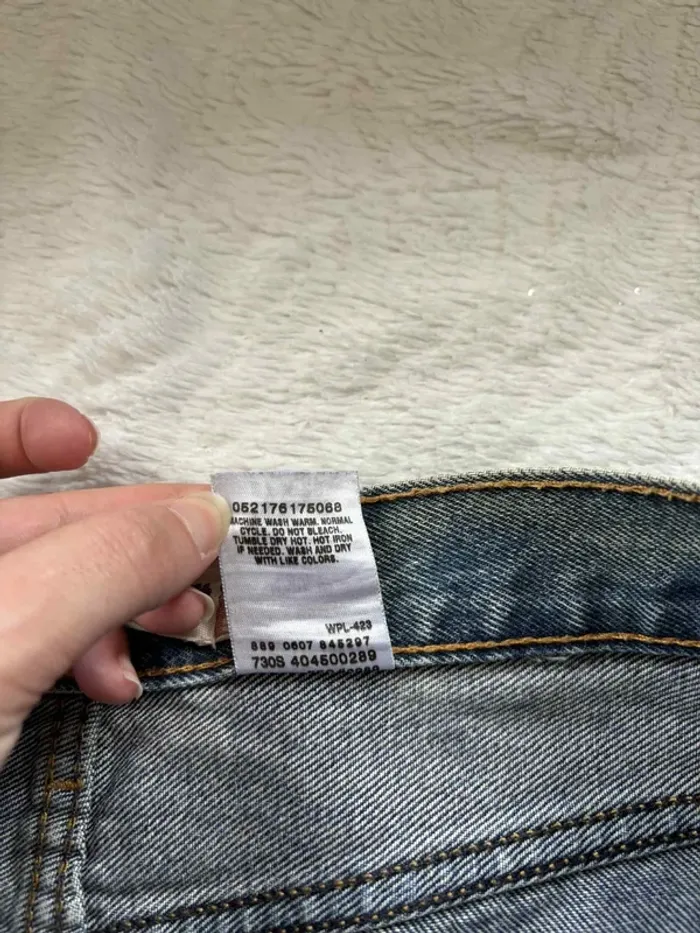 052176175068
MACHINE WASH WARM. NORMAL
CYCLE. DO NOT BLEACH.
TUMBLE DRY HOT. HOT IRON
IF NEEDED. WASH AND DRY
WITH LIKE COLORS.
WPL-423
889 0607 845297
730S 404500289